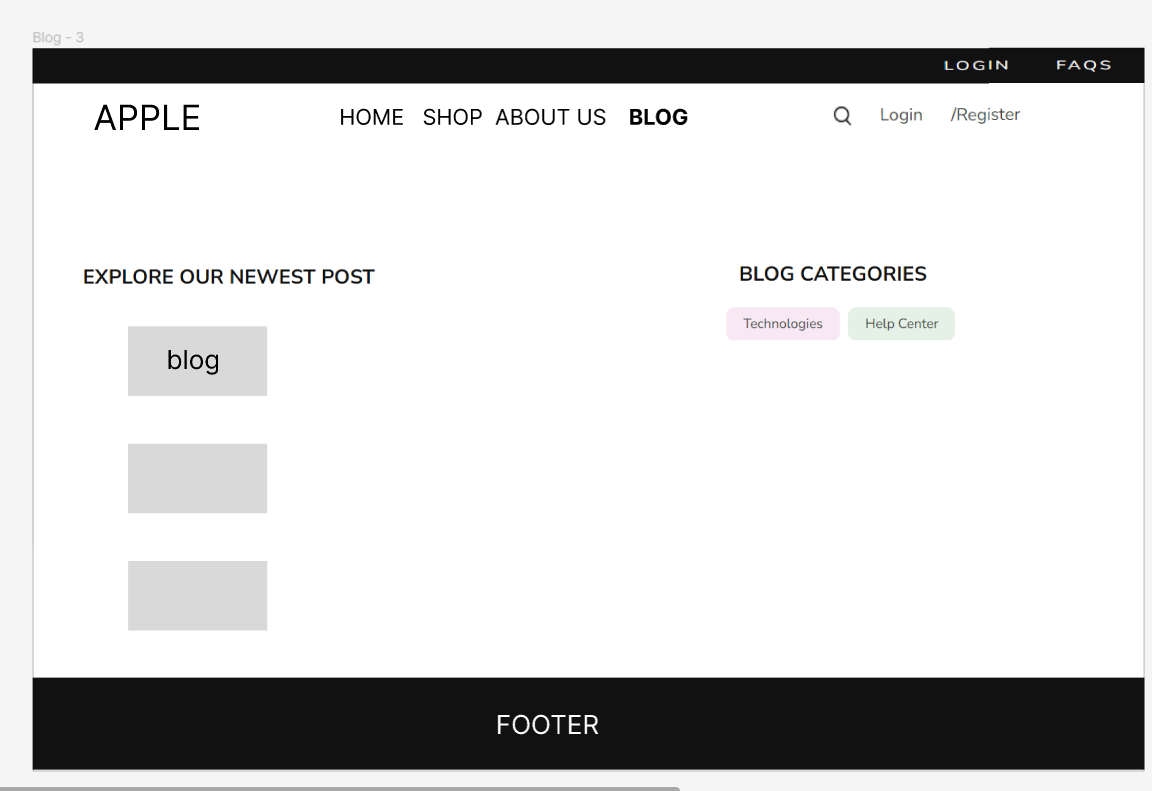 Blog - 3
LOGIN FAQS
APPLE HOME SHOP ABOUT US BLOG Login /Register
EXPLORE OUR NEWEST POST
BLOG CATEGORIES
Technologies Help Center
blog
FOOTER